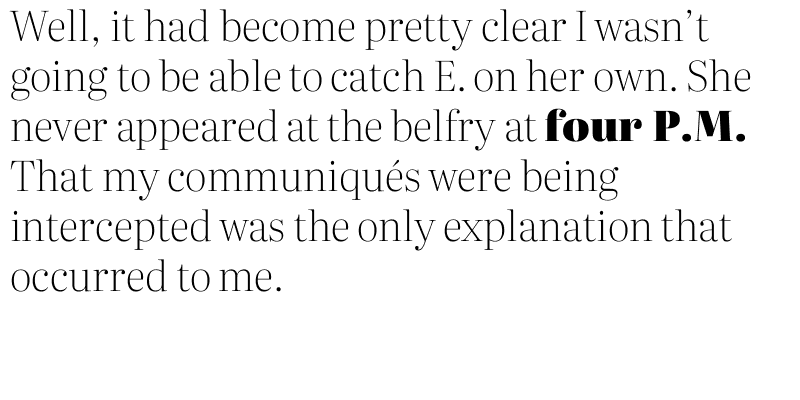 Well, it had become pretty clear I wasn’t
going to be able to catch E. on her own. She
never appeared at the belfry at four P.M.
That my communiqués were being
intercepted was the only explanation that
occurred to me.